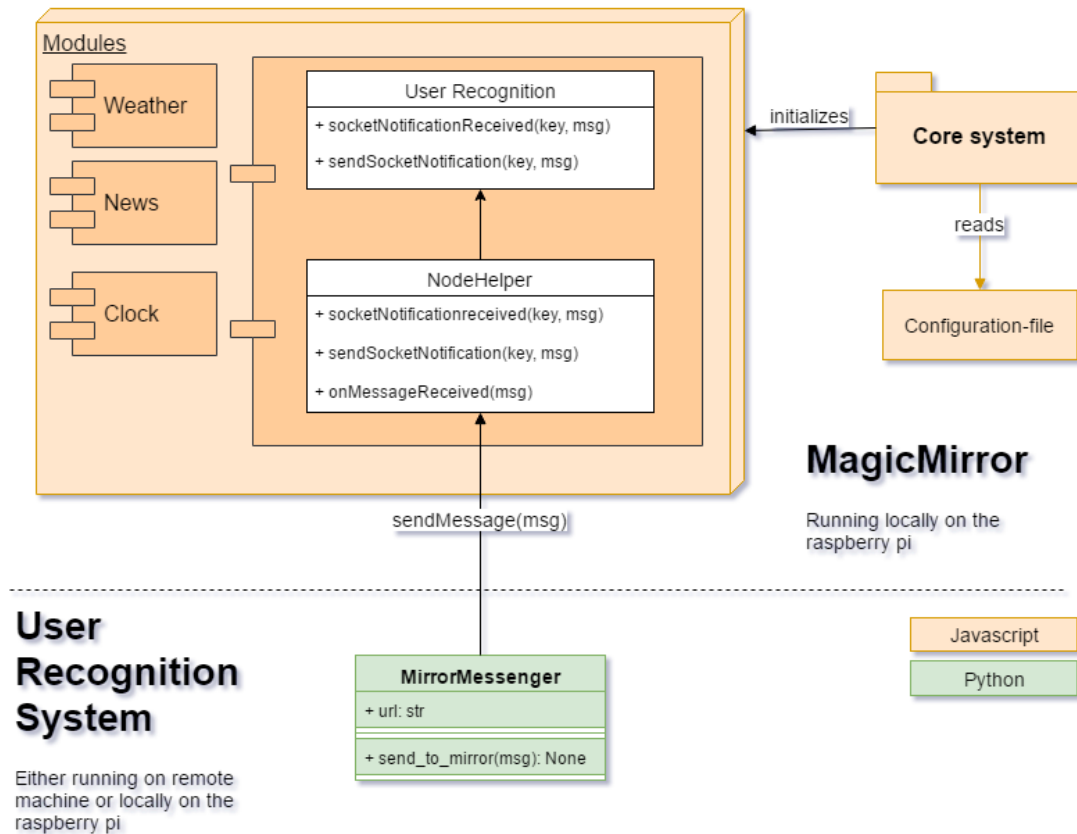 Modules
Weather
News
Clock
User Recognition
+ socketNotificationReceived(key, msg)
+ sendSocketNotification(key, msg)
NodeHelper
+ socketNotificationreceived(key, msg)
+ sendSocketNotification(key, msg)
+ onMessageReceived(msg)
initializes
Core system
reads
Configuration-file
MagicMirror
Running locally on the
raspberry pi
sendMessage(msg)
User
Recognition
System
Either running on remote
machine or locally on the
raspberry pi
MirrorMessenger
+ url: str
+ send_to_mirror(msg): None
Javascript
Python